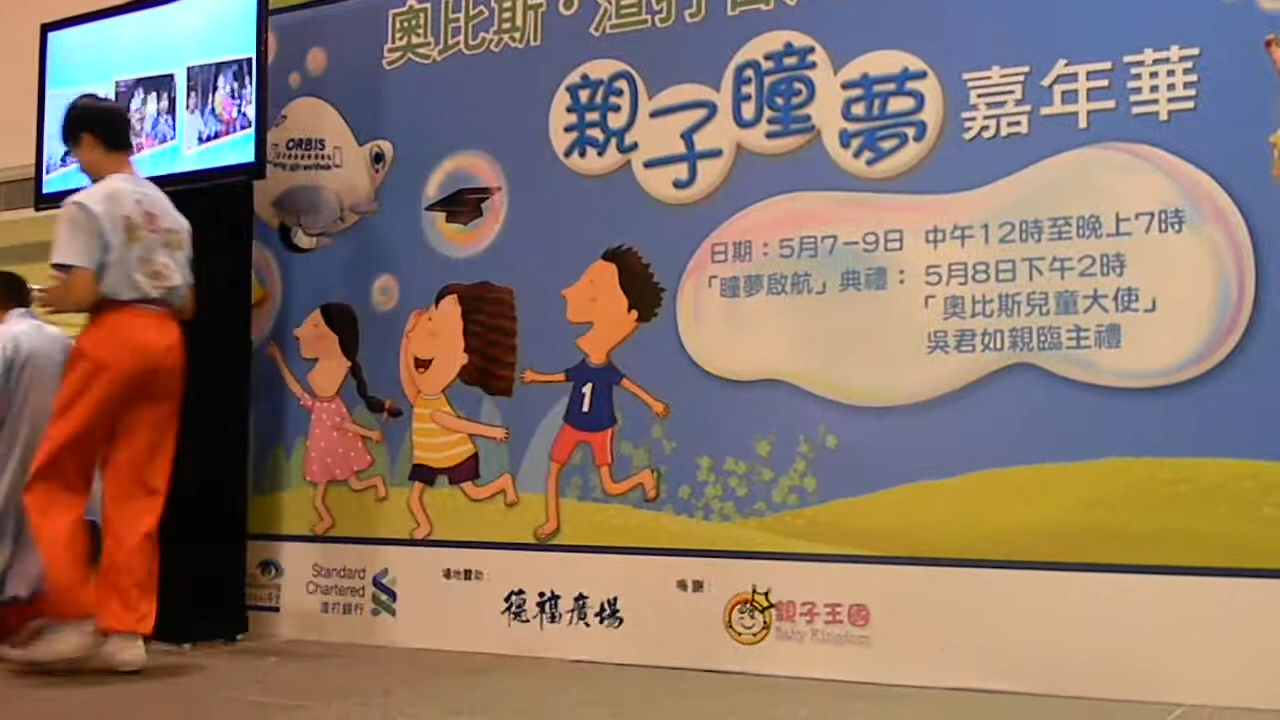 奧比斯·渣打
親子瞳夢嘉年華
ORBIS
日期：5月7-9日 中午12時至晚上7時
「瞳夢啟航」典禮： 5月8日下午2時
「奧比斯兒童大使」
吳君如親臨主禮
Standard
Chartered
渣打銀行
場地贊助：
德福廣場
鳴謝：
親子王國
Baby Kingdom
1